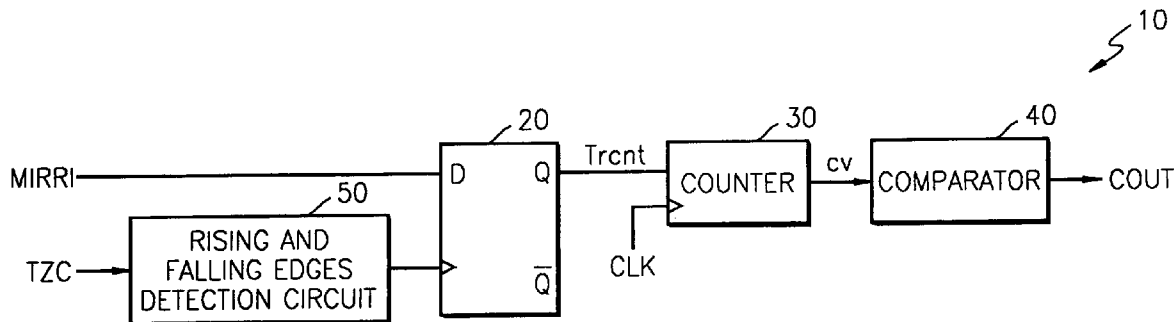 10
20
30
40
Trcnt
cv
MIRRI
D
Q
COUNTER
COMPARATOR
COUT
50
RISING AND
FALLING EDGES
DETECTION CIRCUIT
TZC
CLK
Q̅